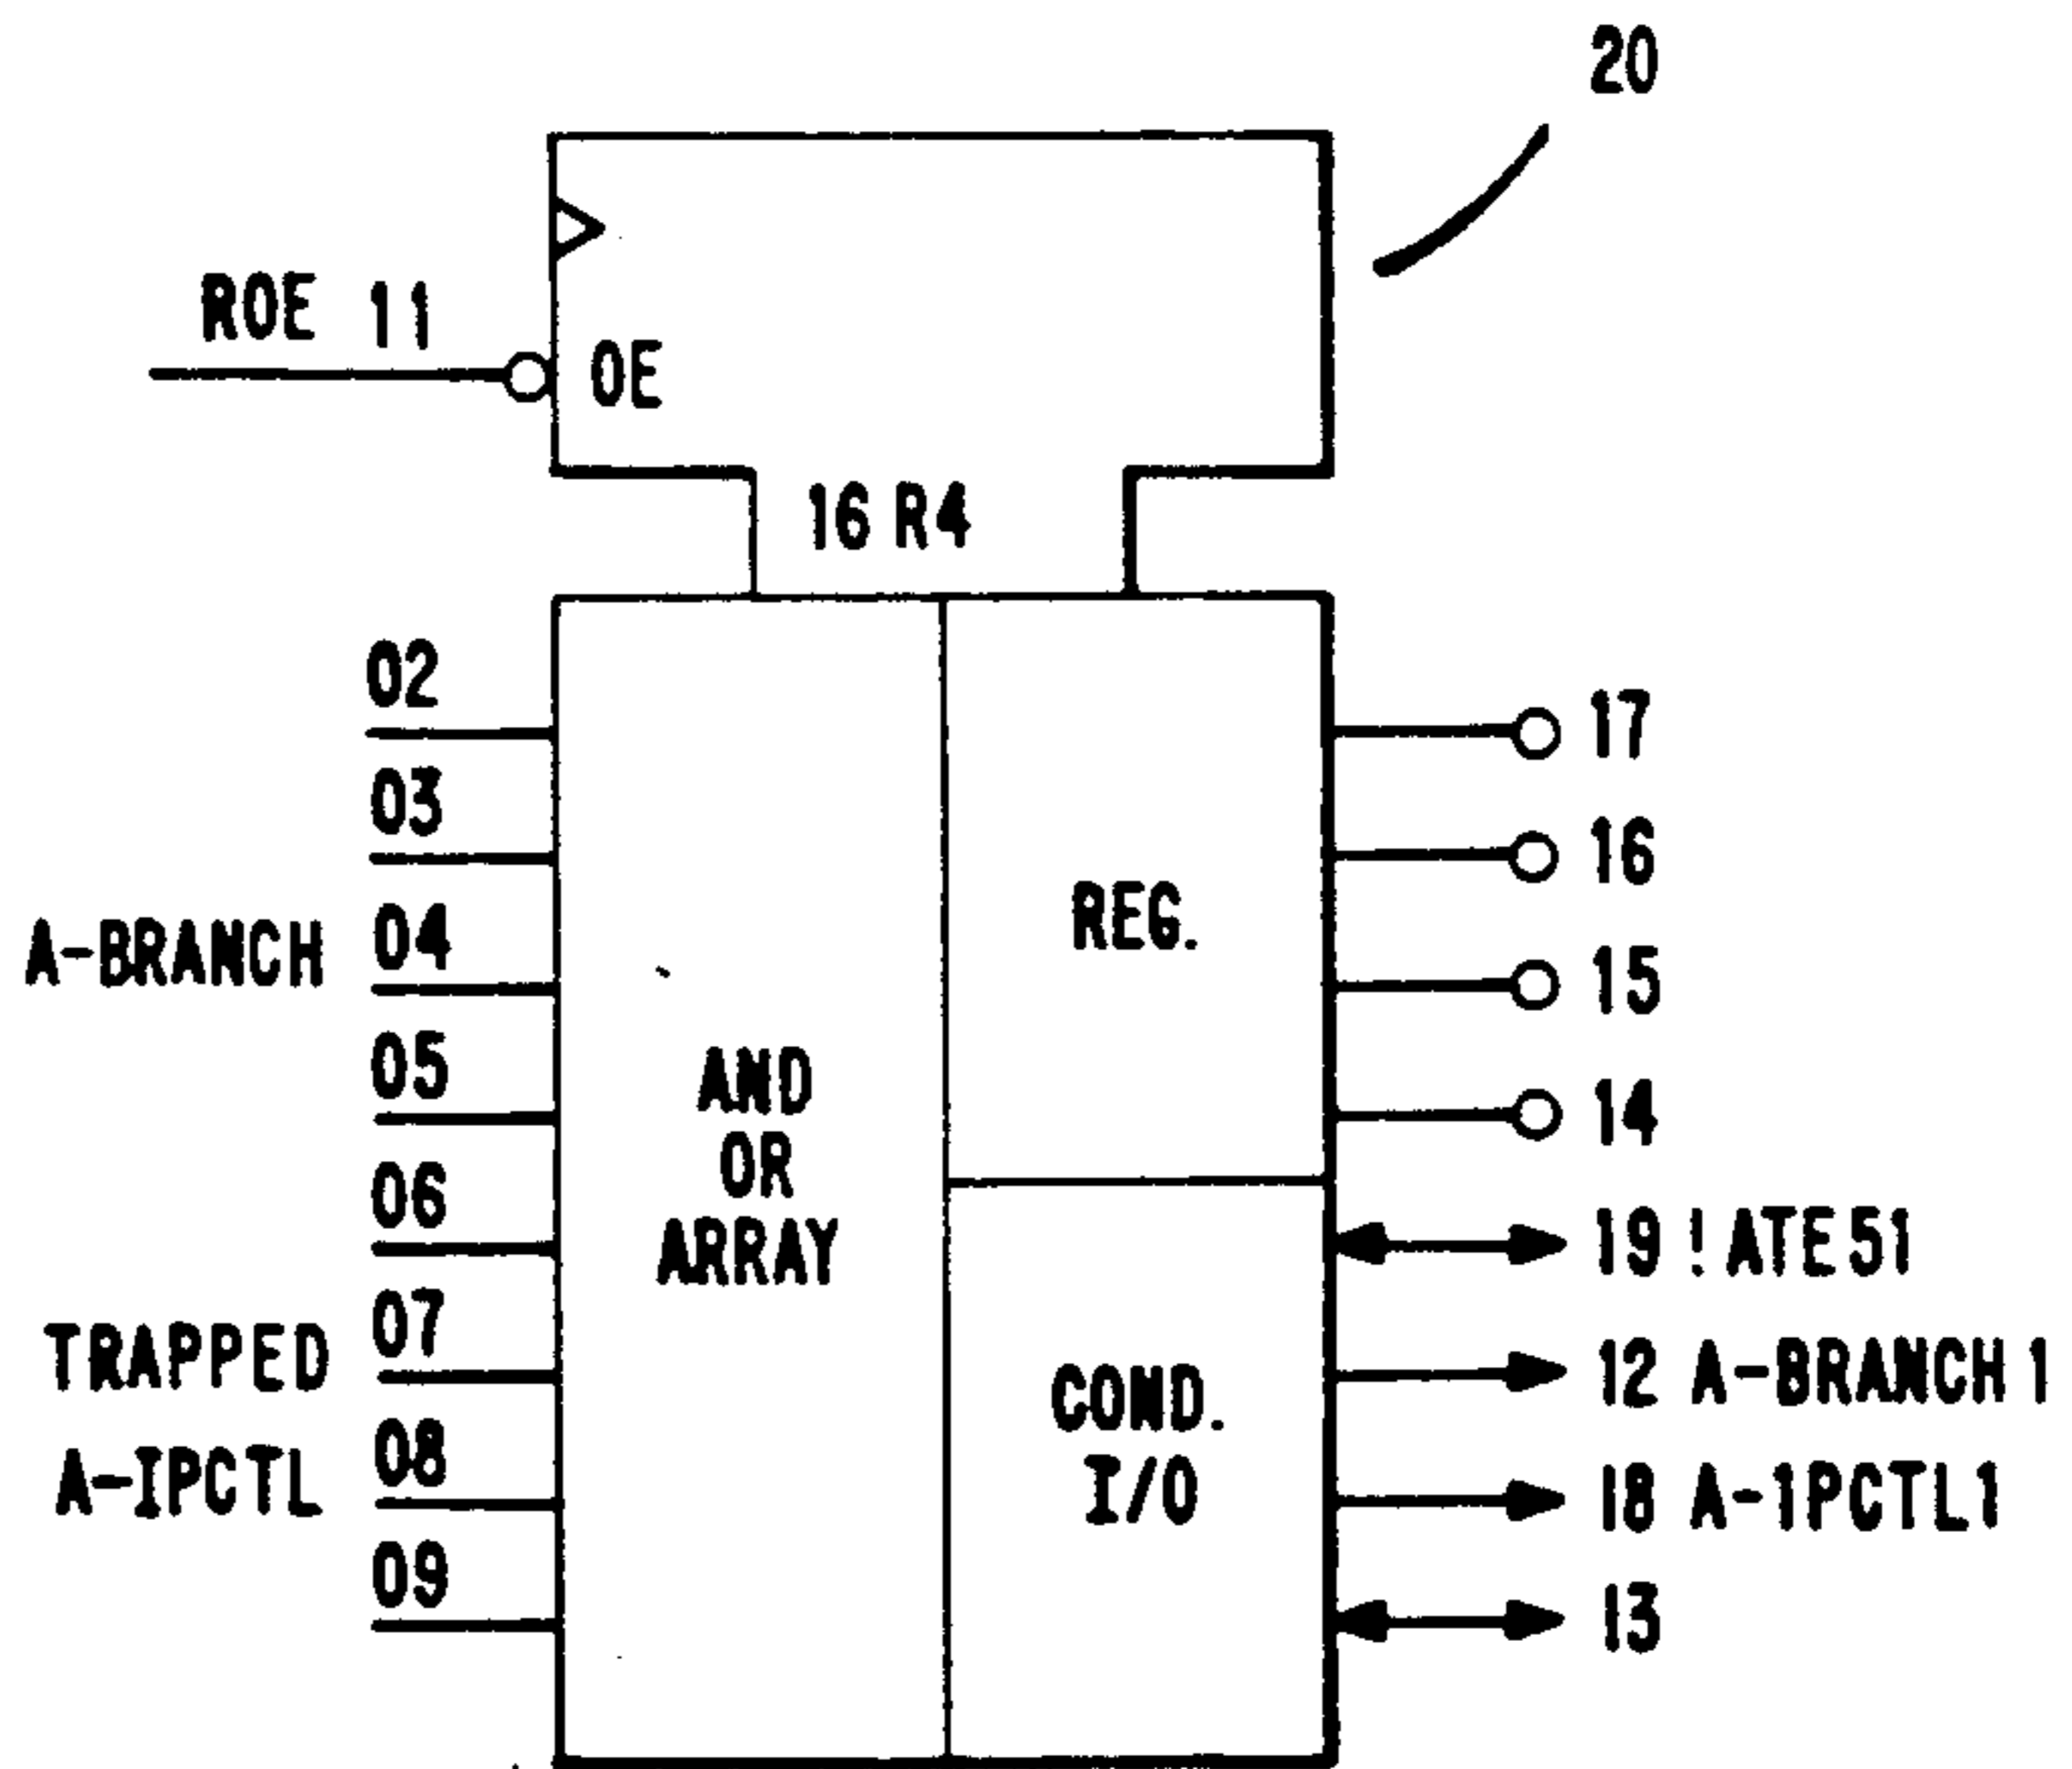 20
ROE 11
OE
16 R4
02
03
A-BRANCH 04
05
06
TRAPPED 07
A-IPCTL 08
09
AND
OR
ARRAY
REG.
COND.
I/O
17
16
15
14
19 ! ATE51
12 A-BRANCH 1
18 A-1PCTL1
13